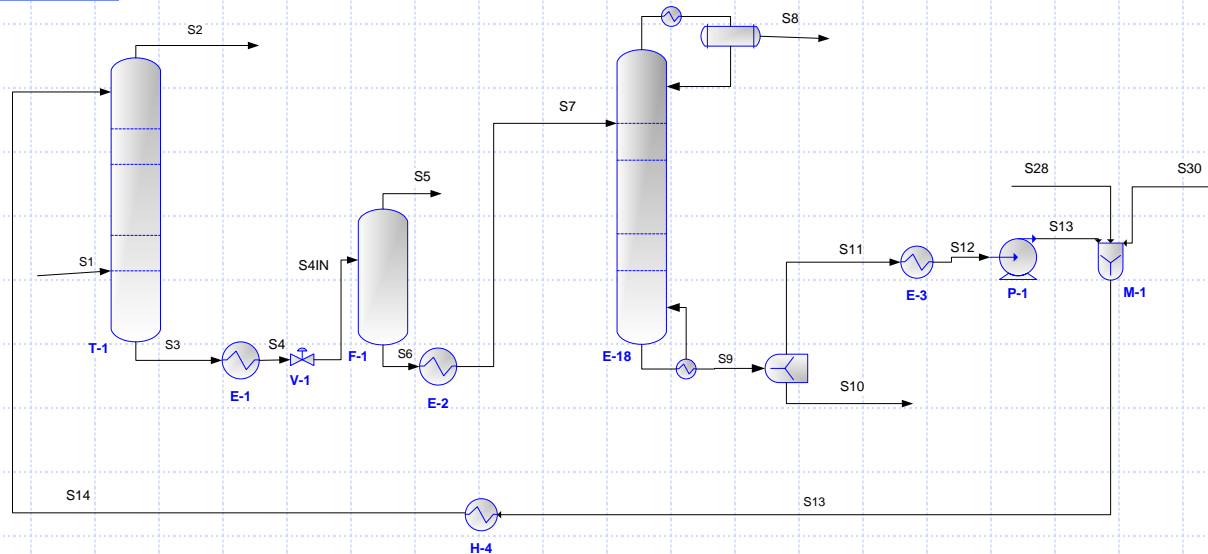 S2
S8
S7
S5
S28
S30
S1
S4IN
S11
S12
S13
E-3
P-1
M-1
T-1
S3
S4
V-1
F-1
S6
E-18
S9
E-1
E-2
S10
S14
S13
H-4